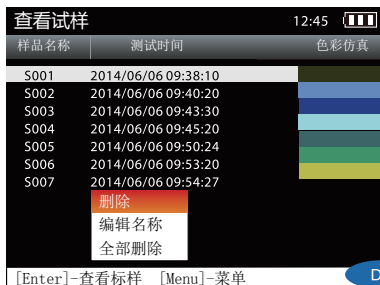 查看试样 12:45
样品名称 测试时间 色彩仿真
S001 2014/06/06 09:38:10
S002 2014/06/06 09:40:20
S003 2014/06/06 09:43:30
S004 2014/06/06 09:45:20
S005 2014/06/06 09:50:24
S006 2014/06/06 09:53:20
S007 2014/06/06 09:54:27
删除
编辑名称
全部删除
[Enter]-查看标样 [Menu]-菜单 D